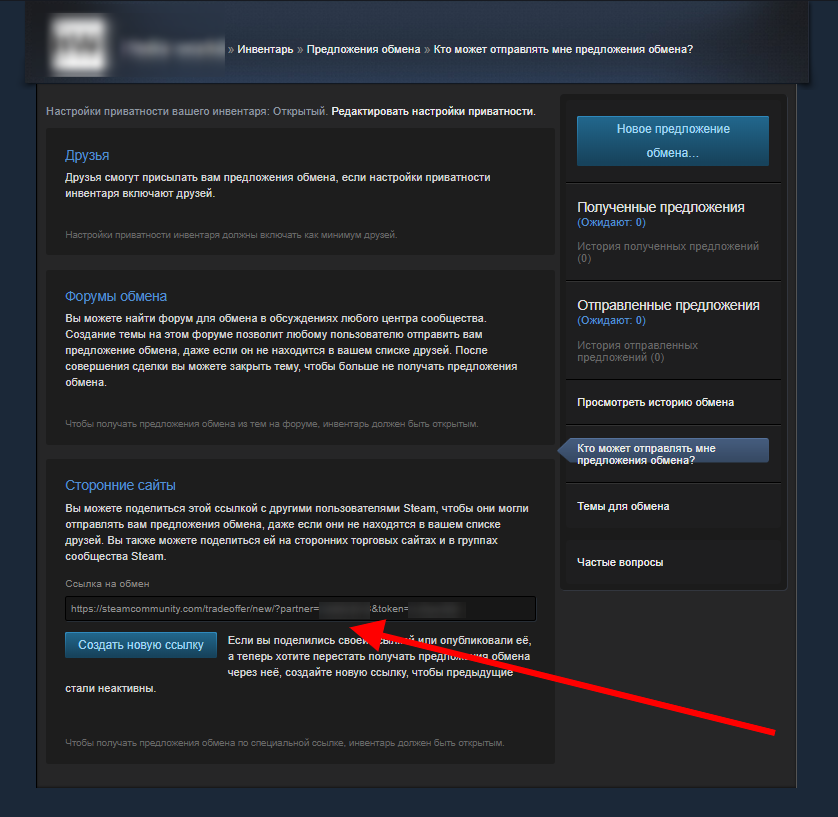 » Инвентарь » Предложения обмена » Кто может отправлять мне предложения обмена?
Настройки приватности вашего инвентаря: Открытый. Редактировать настройки приватности.
Друзья
Друзья смогут присылать вам предложения обмена, если настройки приватности
инвентаря включают друзей.
Настройки приватности инвентаря должны включать как минимум друзей.
Форумы обмена
Вы можете найти форум для обмена в обсуждениях любого центра сообщества.
Создание темы на этом форуме позволит любому пользователю отправить вам
предложение обмена, даже если он не находится в вашем списке друзей. После
совершения сделки вы можете закрыть тему, чтобы больше не получать предложения
обмена.
Чтобы получать предложения обмена из тем на форуме, инвентарь должен быть открытым.
Сторонние сайты
Вы можете поделиться этой ссылкой с другими пользователями Steam, чтобы они могли
отправлять вам предложения обмена, даже если они не находятся в вашем списке
друзей. Вы также можете поделиться ей на сторонних торговых сайтах и в группах
сообщества Steam.
Ссылка на обмен
https://steamcommunity.com/tradeoffer/new/?partner= &token=
Создать новую ссылку
Если вы поделились своей ссылкой или опубликовали её,
а теперь хотите перестать получать предложения обмена
через неё, создайте новую ссылку, чтобы предыдущие
стали неактивны.
Чтобы получать предложения обмена по специальной ссылке, инвентарь должен быть открытым.
Новое предложение
обмена...
Полученные предложения
(Ожидают: 0)
История полученных предложений
(0)
Отправленные предложения
(Ожидают: 0)
История отправленных
предложений (0)
Просмотреть историю обмена
Кто может отправлять мне
предложения обмена?
Темы для обмена
Частые вопросы